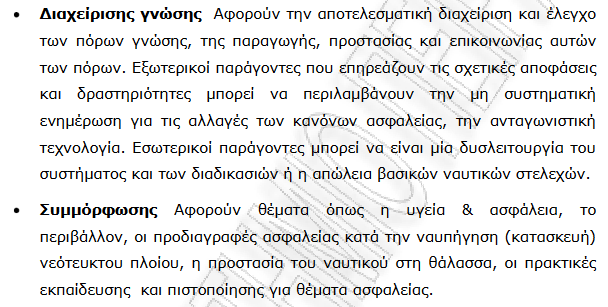 • Διαχείρισης γνώσης Αφορούν την αποτελεσματική διαχείριση και έλεγχο
των πόρων γνώσης, της παραγωγής, προστασίας και επικοινωνίας αυτών
των πόρων. Εξωτερικοί παράγοντες που επηρεάζουν τις σχετικές αποφάσεις
και δραστηριότητες μπορεί να περιλαμβάνουν την μη συστηματική
ενημέρωση για τις αλλαγές των κανόνων ασφαλείας, την ανταγωνιστική
τεχνολογία. Εσωτερικοί παράγοντες μπορεί να είναι μία δυσλειτουργία του
συστήματος και των διαδικασιών ή η απώλεια βασικών ναυτικών στελεχών.
• Συμμόρφωσης Αφορούν θέματα όπως η υγεία & ασφάλεια, το
περιβάλλον, οι προδιαγραφές ασφαλείας κατά την ναυπήγηση (κατασκευή)
νεότευκτου πλοίου, η προστασία του ναυτικού στη θάλασσα, οι πρακτικές
εκπαίδευσης και πιστοποίησης για θέματα ασφαλείας.